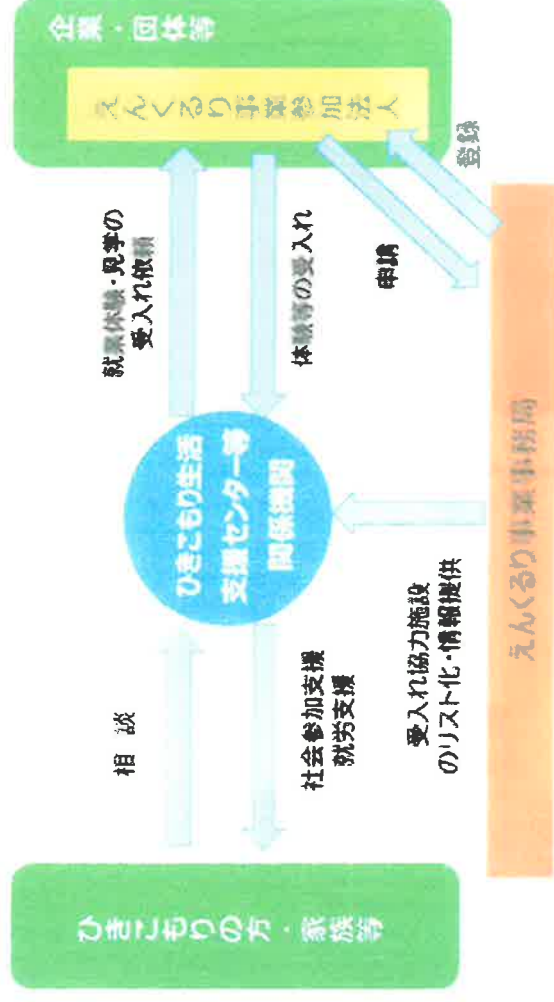 ひきこもりの方・家族等
相 談
社会参加支援
就労支援
ひきこもり生活
支援センター等
関係機関
就業体験・見学の
受入れ依頼
体験等の受入れ
企業・団体等
えんくるり事業参加法人
申請
登録
受入れ協力施設
のリスト化・情報提供
えんくるり事業事務局